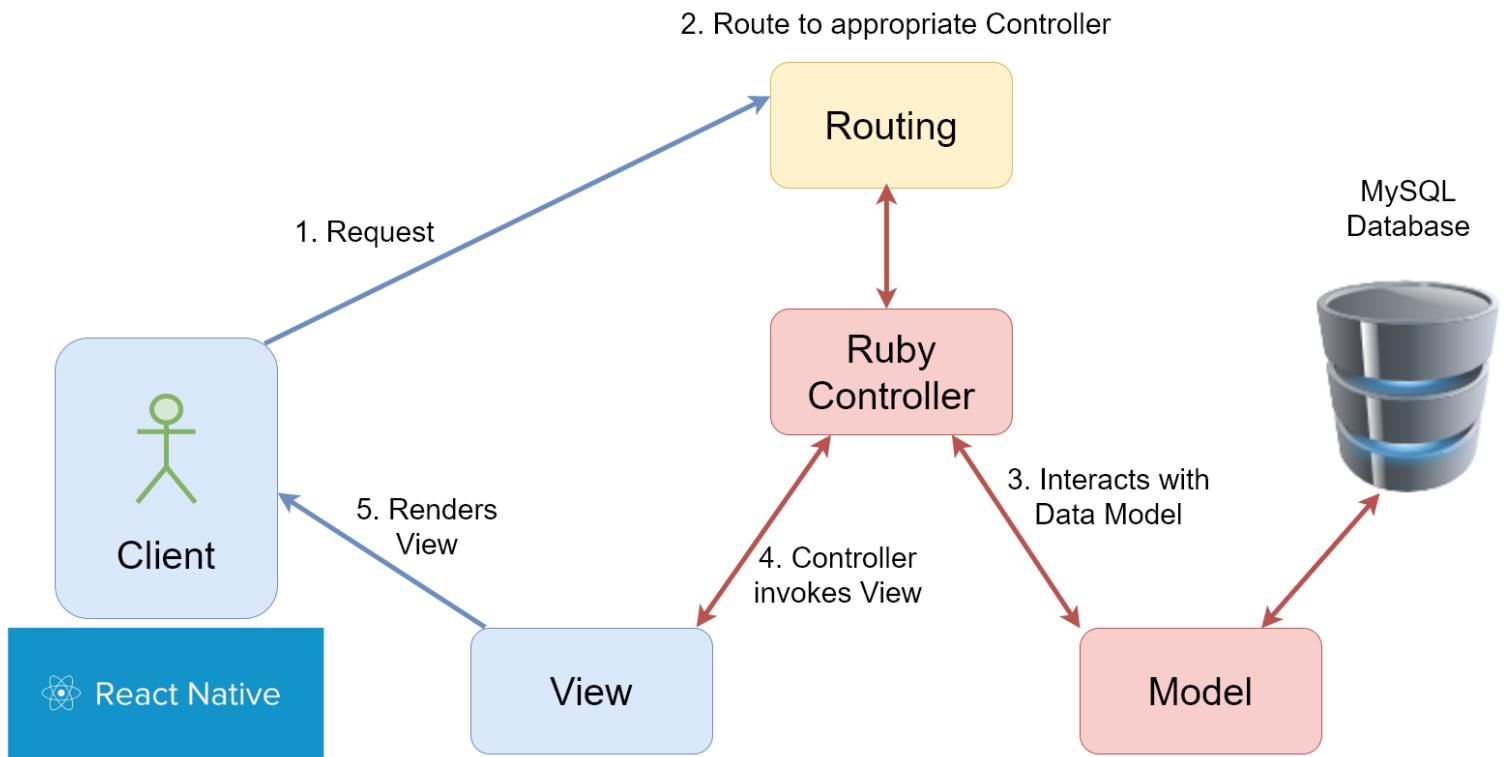 2. Route to appropriate Controller
Routing
1. Request
MySQL
Database
Ruby
Controller
Client
5. Renders
View
3. Interacts with
Data Model
4. Controller
invokes View
React Native
View
Model